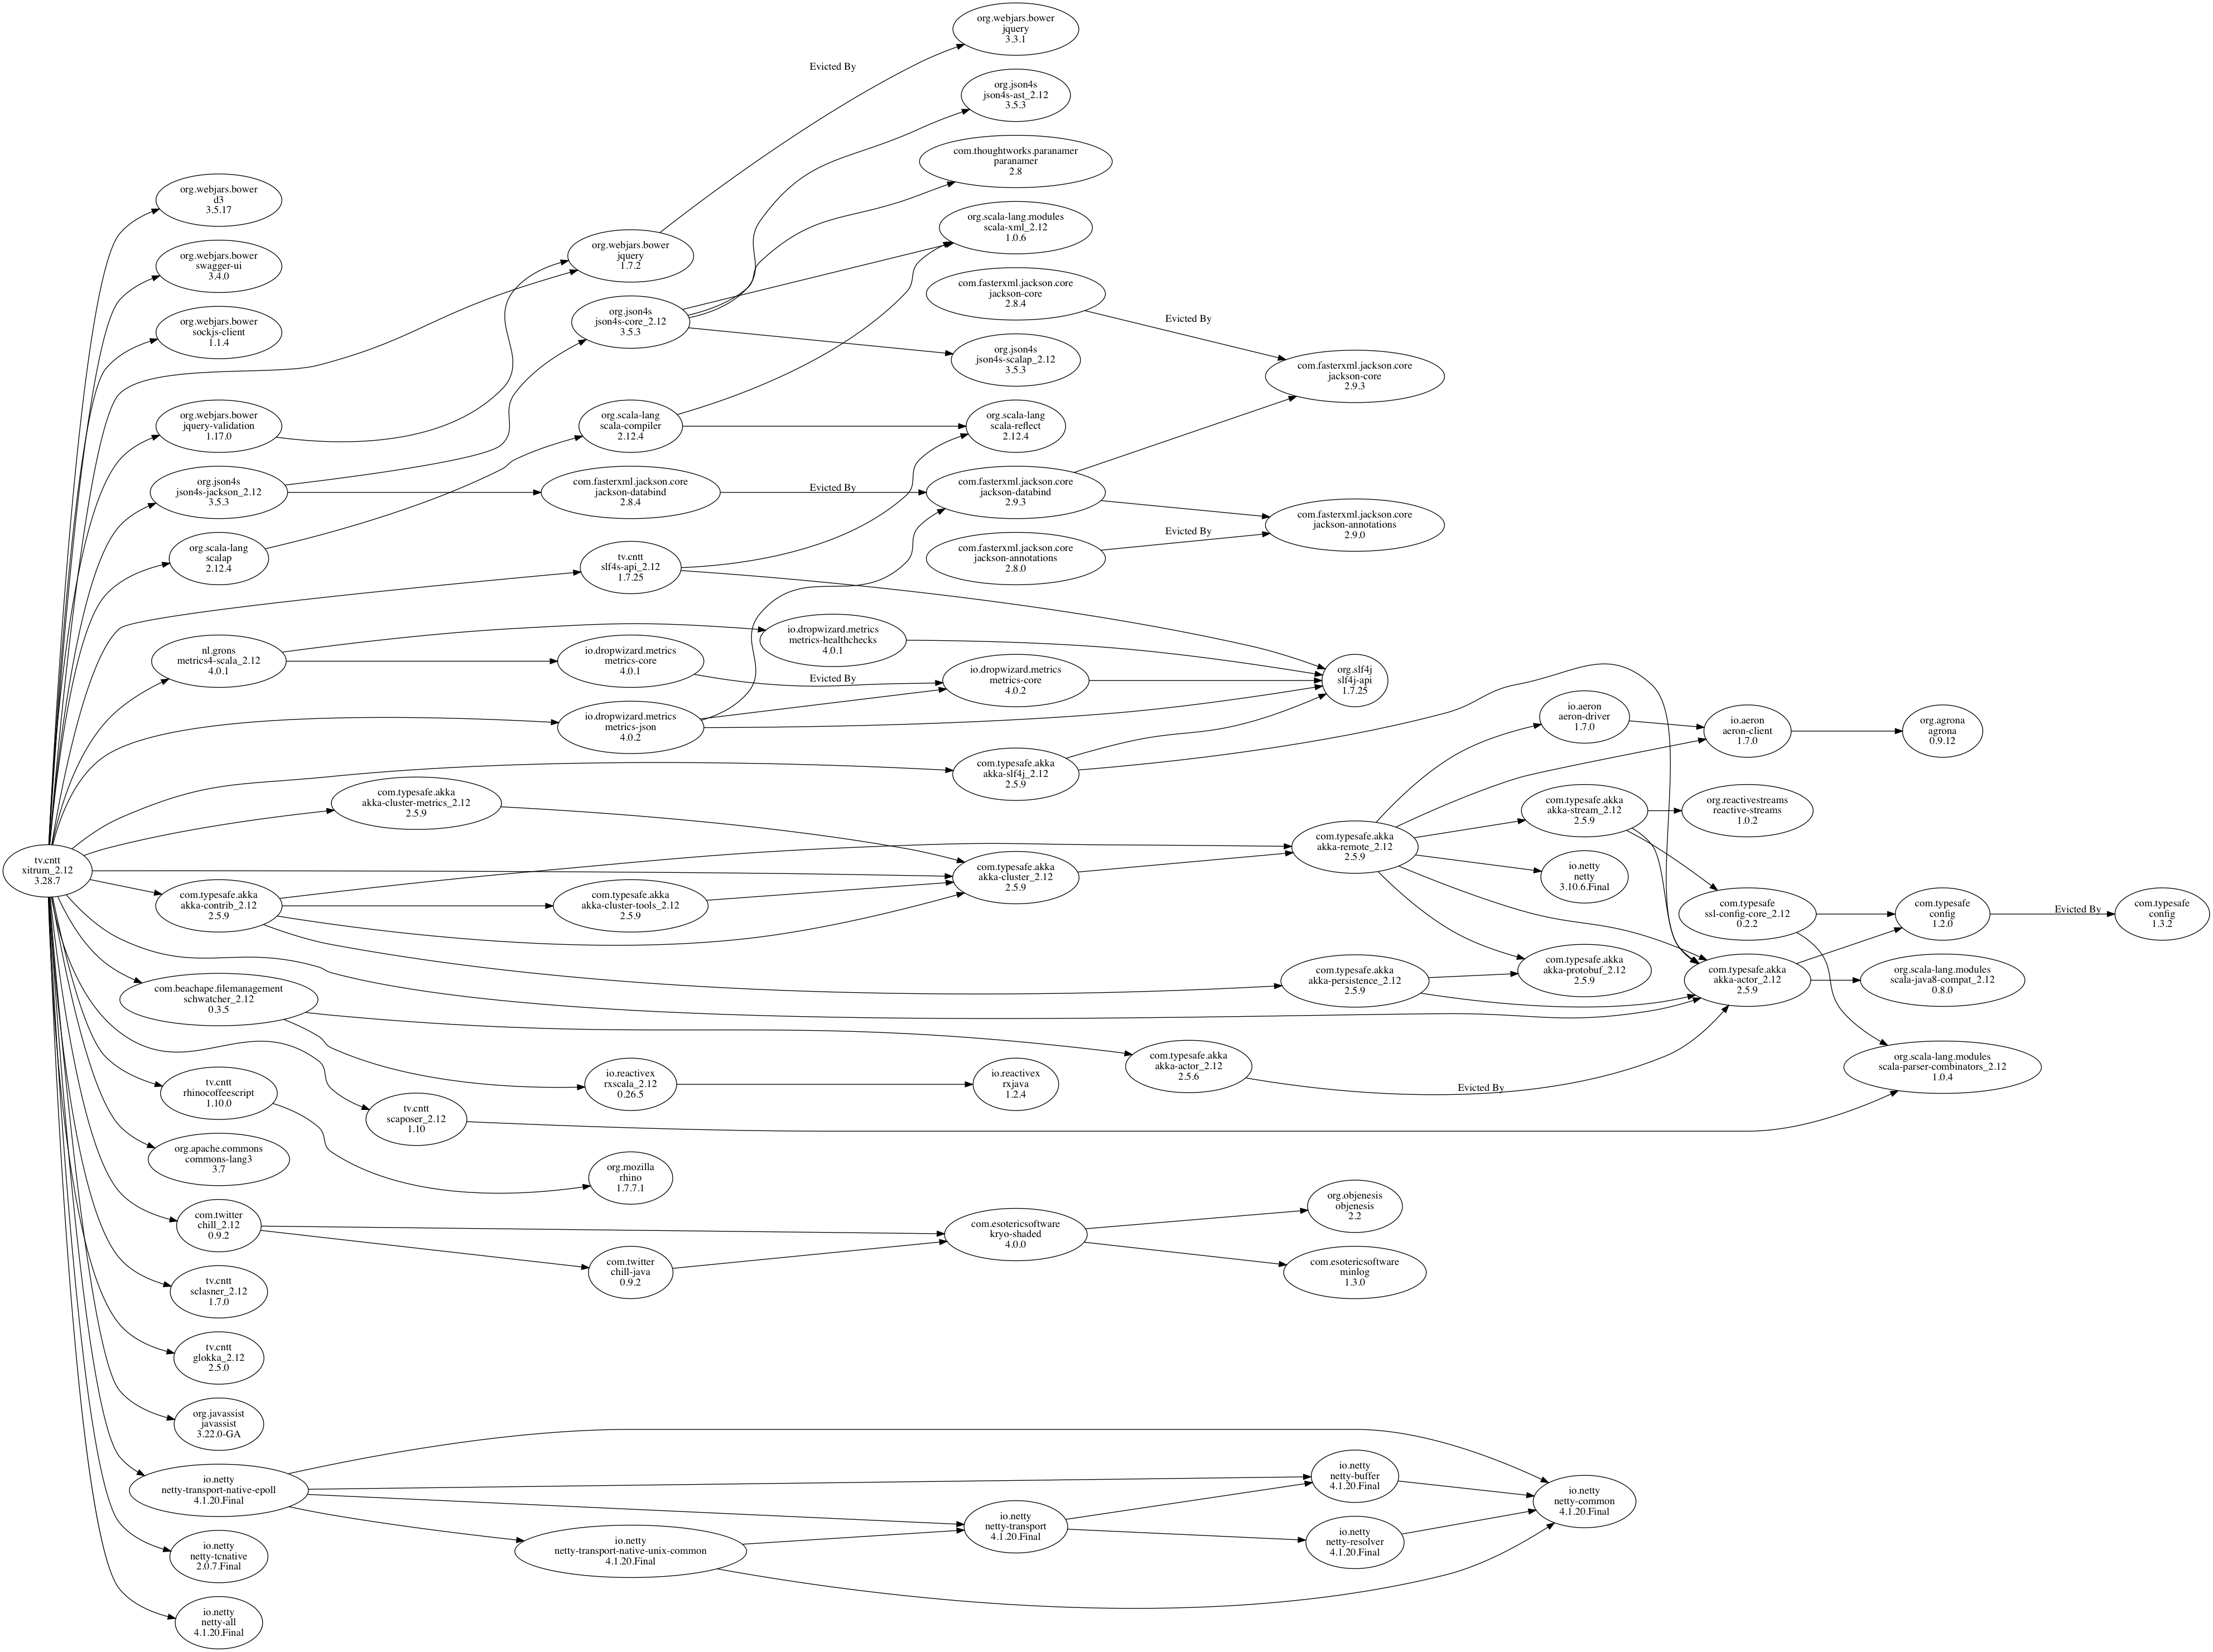 org.webjars.bower
jquery
3.3.1
Evicted By
org.json4s
json4s-ast_2.12
3.5.3
com.thoughtworks.paranamer
paranamer
2.8
org.webjars.bower
d3
3.5.17
org.scala-lang.modules
scala-xml_2.12
1.0.6
org.webjars.bower
jquery
1.7.2
org.webjars.bower
swagger-ui
3.4.0
com.fasterxml.jackson.core
jackson-core
2.8.4
Evicted By
org.json4s
json4s-core_2.12
3.5.3
org.webjars.bower
sockjs-client
1.1.4
org.json4s
json4s-scalap_2.12
3.5.3
com.fasterxml.jackson.core
jackson-core
2.9.3
org.webjars.bower
jquery-validation
1.17.0
org.scala-lang
scala-compiler
2.12.4
org.scala-lang
scala-reflect
2.12.4
org.json4s
json4s-jackson_2.12
3.5.3
com.fasterxml.jackson.core
jackson-databind
2.8.4
Evicted By
com.fasterxml.jackson.core
jackson-databind
2.9.3
com.fasterxml.jackson.core
jackson-annotations
2.9.0
Evicted By
org.scala-lang
scalap
2.12.4
com.fasterxml.jackson.core
jackson-annotations
2.8.0
tv.cntt
slf4s-api_2.12
1.7.25
io.dropwizard.metrics
metrics-healthchecks
4.0.1
nl.grons
metrics4-scala_2.12
4.0.1
io.dropwizard.metrics
metrics-core
4.0.1
Evicted By
io.dropwizard.metrics
metrics-core
4.0.2
org.slf4j
slf4j-api
1.7.25
io.dropwizard.metrics
metrics-json
4.0.2
io.aeron
aeron-driver
1.7.0
io.aeron
aeron-client
1.7.0
org.agrona
agrona
0.9.12
com.typesafe.akka
akka-slf4j_2.12
2.5.9
com.typesafe.akka
akka-cluster-metrics_2.12
2.5.9
com.typesafe.akka
akka-stream_2.12
2.5.9
org.reactivestreams
reactive-streams
1.0.2
com.typesafe.akka
akka-remote_2.12
2.5.9
tv.cntt
xitrum_2.12
3.28.7
com.typesafe.akka
akka-cluster_2.12
2.5.9
io.netty
netty
3.10.6.Final
com.typesafe.akka
akka-contrib_2.12
2.5.9
com.typesafe.akka
akka-cluster-tools_2.12
2.5.9
com.typesafe
ssl-config-core_2.12
0.2.2
com.typesafe
config
1.2.0
Evicted By
com.typesafe
config
1.3.2
com.typesafe.akka
akka-protobuf_2.12
2.5.9
com.typesafe.akka
akka-persistence_2.12
2.5.9
com.typesafe.akka
akka-actor_2.12
2.5.9
org.scala-lang.modules
scala-java8-compat_2.12
0.8.0
com.beachape.filemanagement
schwatcher_2.12
0.3.5
com.typesafe.akka
akka-actor_2.12
2.5.6
Evicted By
org.scala-lang.modules
scala-parser-combinators_2.12
1.0.4
io.reactivex
rxscala_2.12
0.26.5
io.reactivex
rxjava
1.2.4
tv.cntt
rhinocoffeescript
1.10.0
tv.cntt
scaposer_2.12
1.10
org.apache.commons
commons-lang3
3.7
org.mozilla
rhino
1.7.7.1
com.twitter
chill_2.12
0.9.2
com.esotericsoftware
kryo-shaded
4.0.0
org.objenesis
objenesis
2.2
com.twitter
chill-java
0.9.2
com.esotericsoftware
minlog
1.3.0
tv.cntt
sclasner_2.12
1.7.0
tv.cntt
glokka_2.12
2.5.0
org.javassist
javassist
3.22.0-GA
io.netty
netty-transport-native-epoll
4.1.20.Final
io.netty
netty-buffer
4.1.20.Final
io.netty
netty-common
4.1.20.Final
io.netty
netty-transport
4.1.20.Final
io.netty
netty-resolver
4.1.20.Final
io.netty
netty-transport-native-unix-common
4.1.20.Final
io.netty
netty-tcnative
2.0.7.Final
io.netty
netty-all
4.1.20.Final